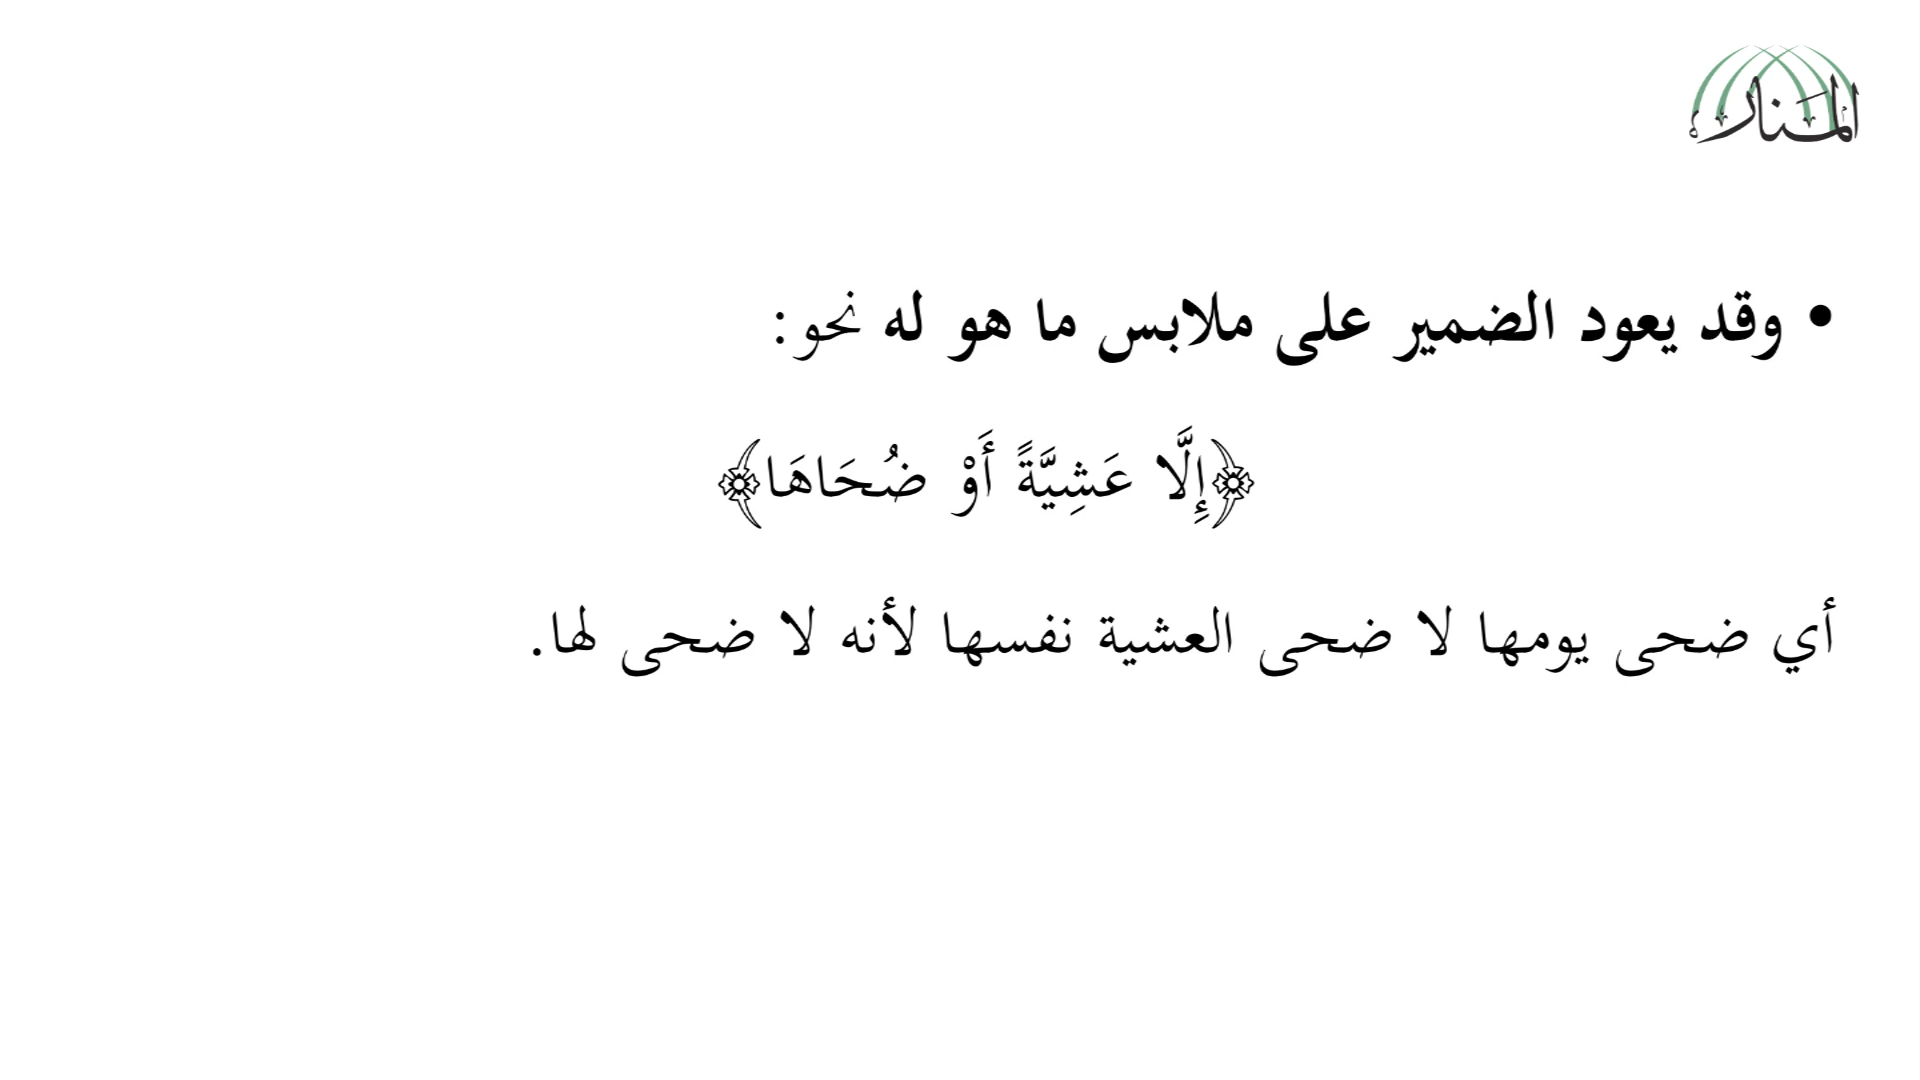 المنار
• وقد يعود الضمير على ملابس ما هو له نحو:
﴿إِلَّا عَشِيَّةً أَوْ ضُحَاهَا﴾
أي ضحى يومها لا ضحى العشية نفسها لأنه لا ضحى لها.